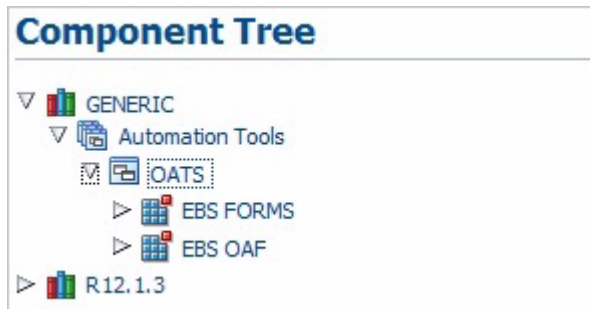 Component Tree
GENERIC
Automation Tools
OATS
EBS FORMS
EBS OAF
R12.1.3